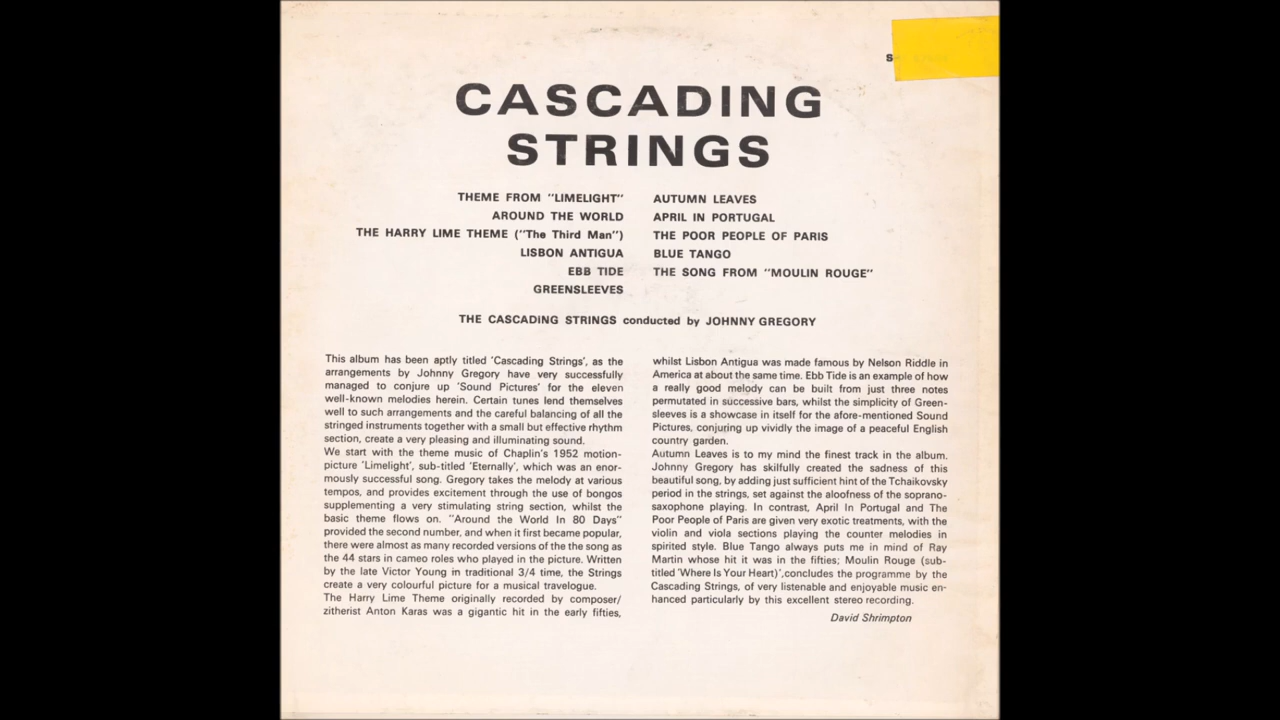 S
CASCADING
STRINGS
THEME FROM "LIMELIGHT"
AROUND THE WORLD
THE HARRY LIME THEME ("The Third Man")
LISBON ANTIGUA
EBB TIDE
GREENSLEEVES
AUTUMN LEAVES
APRIL IN PORTUGAL
THE POOR PEOPLE OF PARIS
BLUE TANGO
THE SONG FROM "MOULIN ROUGE"
THE CASCADING STRINGS conducted by JOHNNY GREGORY
This album has been aptly titled 'Cascading Strings', as the
arrangements by Johnny Gregory have very successfully
managed to conjure up 'Sound Pictures' for the eleven
well-known melodies herein. Certain tunes lend themselves
well to such arrangements and the careful balancing of all the
stringed instruments together with a small but effective rhythm
section, create a very pleasing and illuminating sound.
We start with the theme music of Chaplin's 1952 motion-
picture 'Limelight', sub-titled 'Eternally', which was an enor-
mously successful song. Gregory takes the melody at various
tempos, and provides excitement through the use of bongos
supplementing a very stimulating string section, whilst the
basic theme flows on. "Around the World In 80 Days"
provided the second number, and when it first became popular,
there were almost as many recorded versions of the the song as
the 44 stars in cameo roles who played in the picture. Written
by the late Victor Young in traditional 3/4 time, the Strings
create a very colourful picture for a musical travelogue.
The Harry Lime Theme originally recorded by composer/
zitherist Anton Karas was a gigantic hit in the early fifties,
whilst Lisbon Antigua was made famous by Nelson Riddle in
America at about the same time. Ebb Tide is an example of how
a really good melody can be built from just three notes
permutated in successive bars, whilst the simplicity of Green-
sleeves is a showcase in itself for the afore-mentioned Sound
Pictures, conjuring up vividly the image of a peaceful English
country garden.
Autumn Leaves is to my mind the finest track in the album.
Johnny Gregory has skilfully created the sadness of this
beautiful song, by adding just sufficient hint of the Tchaikovsky
period in the strings, set against the aloofness of the soprano-
saxophone playing. In contrast, April In Portugal and The
Poor People of Paris are given very exotic treatments, with the
violin and viola sections playing the counter melodies in
spirited style. Blue Tango always puts me in mind of Ray
Martin whose hit it was in the fifties; Moulin Rouge (sub-
titled 'Where Is Your Heart)',concludes the programme by the
Cascading Strings, of very listenable and enjoyable music en-
hanced particularly by this excellent stereo recording.
David Shrimpton